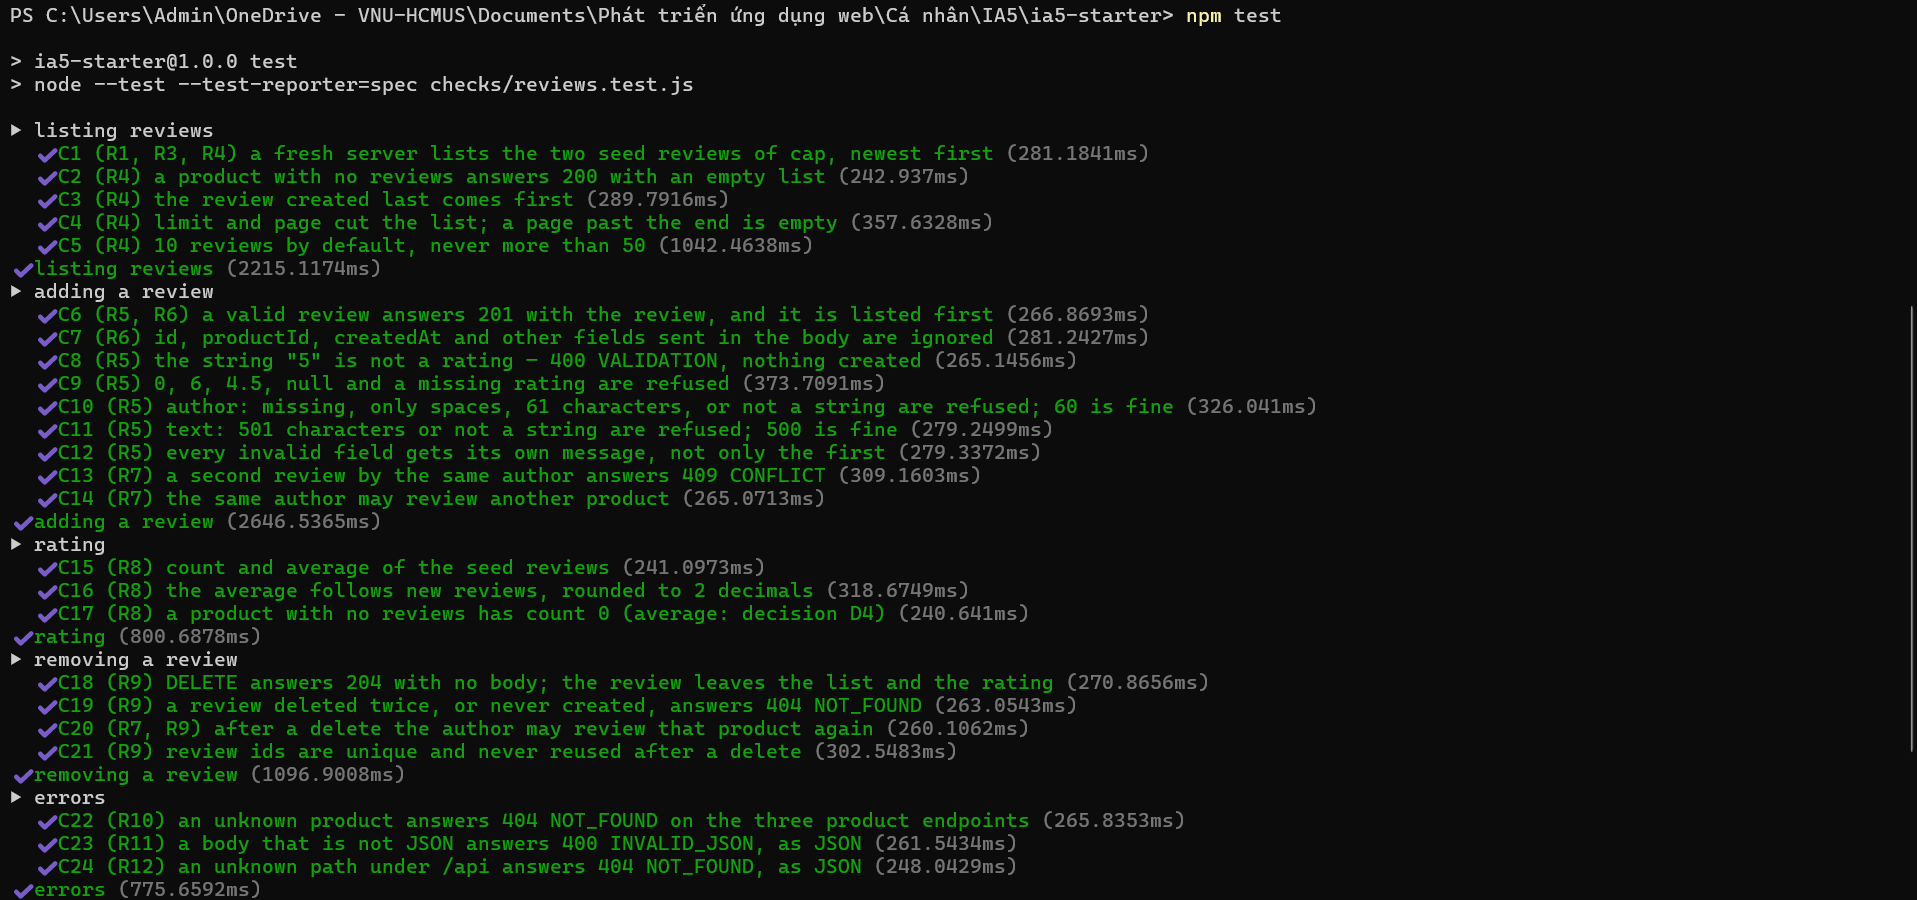 PS C:\Users\Admin\OneDrive - VNU-HCMUS\Documents\Phát triển ứng dụng web\Cá nhân\IA5\ia5-starter> npm test
> ia5-starter@1.0.0 test
> node --test --test-reporter=spec checks/reviews.test.js
▶ listing reviews
✔C1 (R1, R3, R4) a fresh server lists the two seed reviews of cap, newest first (281.1841ms)
✔C2 (R4) a product with no reviews answers 200 with an empty list (242.937ms)
✔C3 (R4) the review created last comes first (289.7916ms)
✔C4 (R4) limit and page cut the list; a page past the end is empty (357.6328ms)
✔C5 (R4) 10 reviews by default, never more than 50 (1042.4638ms)
✔listing reviews (2215.1174ms)
▶ adding a review
✔C6 (R5, R6) a valid review answers 201 with the review, and it is listed first (266.8693ms)
✔C7 (R6) id, productId, createdAt and other fields sent in the body are ignored (281.2427ms)
✔C8 (R5) the string "5" is not a rating — 400 VALIDATION, nothing created (265.1456ms)
✔C9 (R5) 0, 6, 4.5, null and a missing rating are refused (373.7091ms)
✔C10 (R5) author: missing, only spaces, 61 characters, or not a string are refused; 60 is fine (326.041ms)
✔C11 (R5) text: 501 characters or not a string are refused; 500 is fine (279.2499ms)
✔C12 (R5) every invalid field gets its own message, not only the first (279.3372ms)
✔C13 (R7) a second review by the same author answers 409 CONFLICT (309.1603ms)
✔C14 (R7) the same author may review another product (265.0713ms)
✔adding a review (2646.5365ms)
▶ rating
✔C15 (R8) count and average of the seed reviews (241.0973ms)
✔C16 (R8) the average follows new reviews, rounded to 2 decimals (318.6749ms)
✔C17 (R8) a product with no reviews has count 0 (average: decision D4) (240.641ms)
✔rating (800.6878ms)
▶ removing a review
✔C18 (R9) DELETE answers 204 with no body; the review leaves the list and the rating (270.8656ms)
✔C19 (R9) a review deleted twice, or never created, answers 404 NOT_FOUND (263.0543ms)
✔C20 (R7, R9) after a delete the author may review that product again (260.1062ms)
✔C21 (R9) review ids are unique and never reused after a delete (302.5483ms)
✔removing a review (1096.9008ms)
▶ errors
✔C22 (R10) an unknown product answers 404 NOT_FOUND on the three product endpoints (265.8353ms)
✔C23 (R11) a body that is not JSON answers 400 INVALID_JSON, as JSON (261.5434ms)
✔C24 (R12) an unknown path under /api answers 404 NOT_FOUND, as JSON (248.0429ms)
✔errors (775.6592ms)